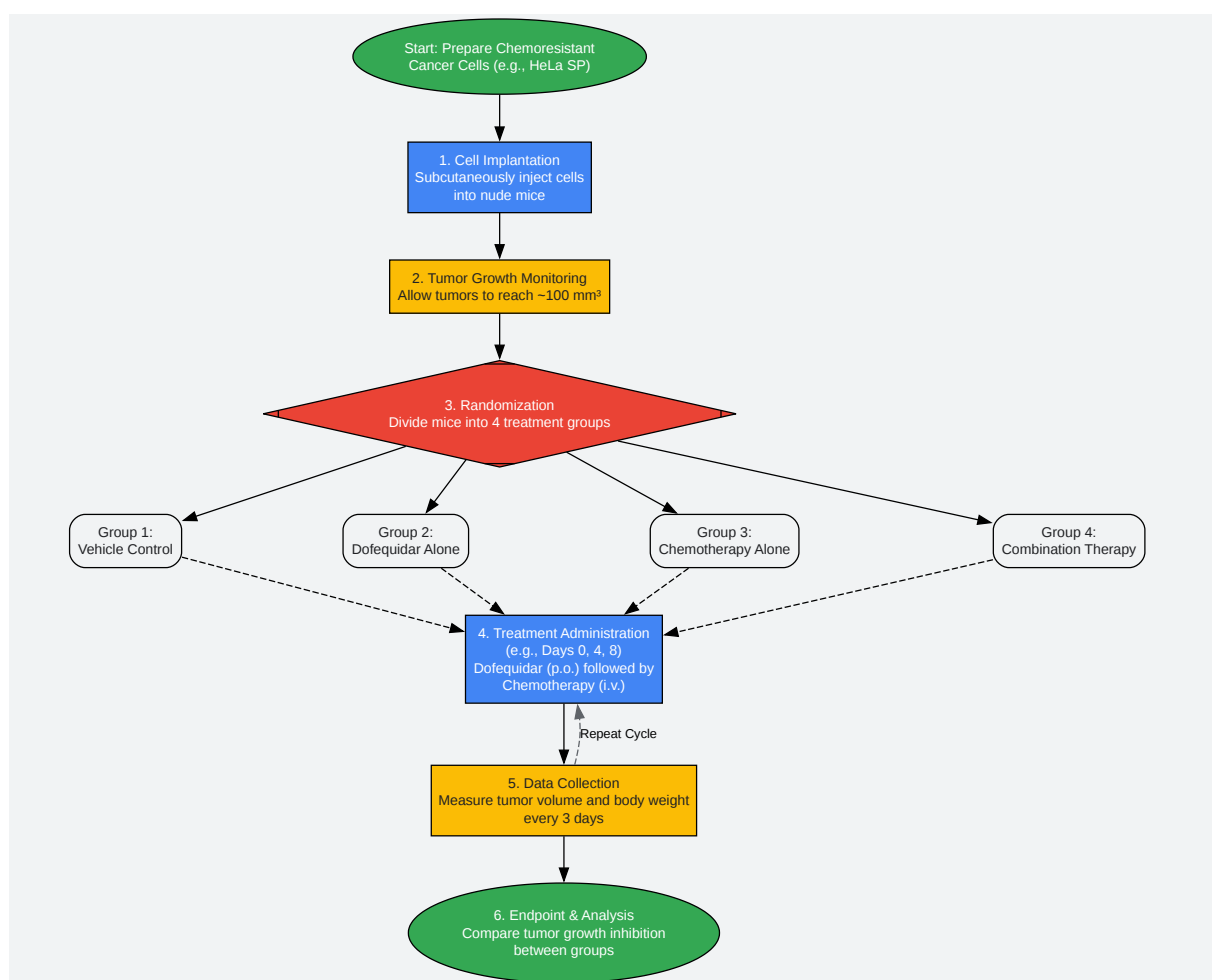 Start: Prepare Chemoresistant
Cancer Cells (e.g., HeLa SP)
1. Cell Implantation
Subcutaneously inject cells
into nude mice
2. Tumor Growth Monitoring
Allow tumors to reach ~100 mm³
3. Randomization
Divide mice into 4 treatment groups
Group 1:
Vehicle Control
Group 2:
Dofequidar Alone
Group 3:
Chemotherapy Alone
Group 4:
Combination Therapy
4. Treatment Administration
(e.g., Days 0, 4, 8)
Dofequidar (p.o.) followed by
Chemotherapy (i.v.)
Repeat Cycle
5. Data Collection
Measure tumor volume and body weight
every 3 days
6. Endpoint & Analysis
Compare tumor growth inhibition
between groups